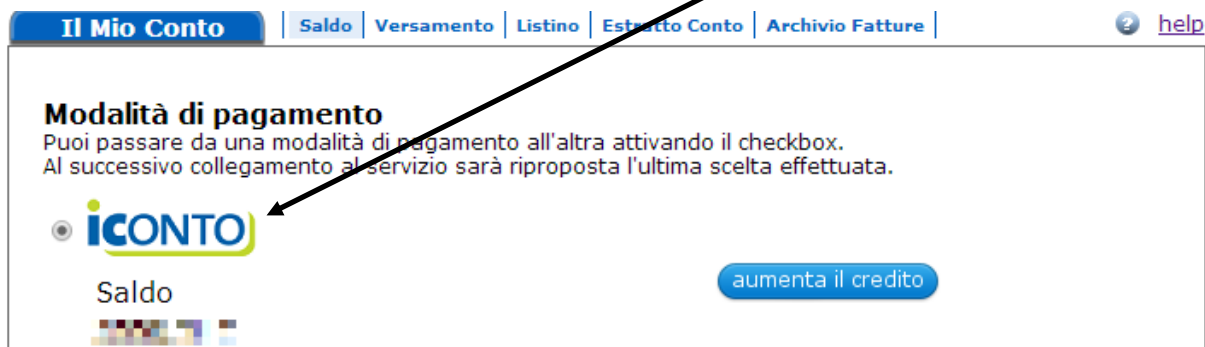 Il Mio Conto Saldo Versamento Listino Estratto Conto Archivio Fatture ? help
Modalità di pagamento
Puoi passare da una modalità di pagamento all'altra attivando il checkbox.
Al successivo collegamento al servizio sarà riproposta l'ultima scelta effettuata.
iCONTO
aumenta il credito
Saldo